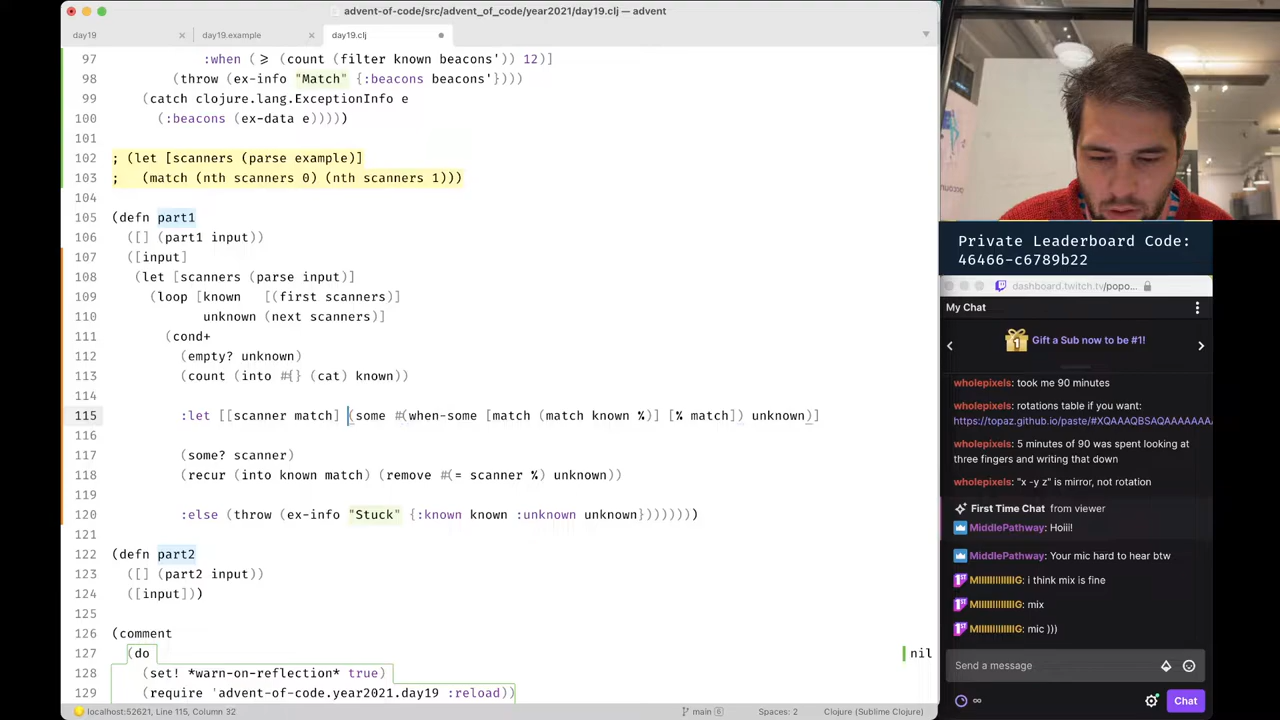 advent-of-code/src/advent_of_code/year2021/day19.clj — advent
day19
day19.example
day19.clj
97 :when (>= (count (filter known beacons')) 12)]
98 (throw (ex-info "Match" {:beacons beacons'})))
99 (catch clojure.lang.ExceptionInfo e
100 (:beacons (ex-data e)))))
101
102 ; (let [scanners (parse example)]
103 ;   (match (nth scanners 0) (nth scanners 1)))
104
105 (defn part1
106 ([] (part1 input))
107 ([input]
108 (let [scanners (parse input)]
109 (loop [known   [(first scanners)]
110 unknown (next scanners)]
111 (cond+
112 (empty? unknown)
113 (count (into #{} (cat) known))
114
115 :let [[scanner match] (some #(when-some [match (match known %)] [% match]) unknown)]
116
117 (some? scanner)
118 (recur (into known match) (remove #(= scanner %) unknown))
119
120 :else (throw (ex-info "Stuck" {:known known :unknown unknown})))))))
121
122 (defn part2
123 ([] (part2 input))
124 ([input]))
125
126 (comment
127 (do
nil
128 (set! *warn-on-reflection* true)
129 (require 'advent-of-code.year2021.day19 :reload))
localhost:52621, Line 115, Column 32
main 6
Spaces: 2
Clojure (Sublime Clojure)
Private Leaderboard Code:
46466-c6789b22
dashboard.twitch.tv/popo...
My Chat
1
Gift a Sub now to be #1!
wholepixels: took me 90 minutes
wholepixels: rotations table if you want:
https://topaz.github.io/paste/#XQAAAQBSAQAAAAAAA
wholepixels: 5 minutes of 90 was spent looking at
three fingers and writing that down
wholepixels: "x -y z" is mirror, not rotation
First Time Chat from viewer
MiddlePathway: Hoiii!
MiddlePathway: Your mic hard to hear btw
i think mix is fine
mix
mic )))
Send a message
∞
Chat